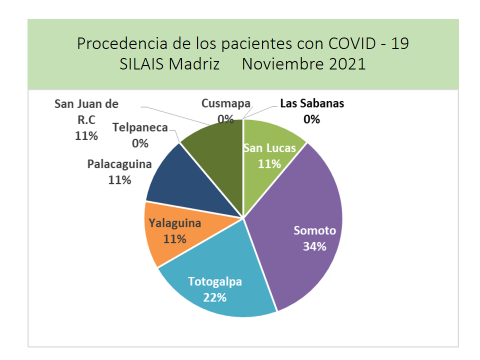 Procedencia de los pacientes con COVID - 19
SILAIS Madriz Noviembre 2021
San Juan de
R.C
11%
Telpaneca
0%
Cusmapa
0%
Las Sabanas
0%
San Lucas
11%
Palacaguina
11%
Yalaguina
11%
Somoto
34%
Totogalpa
22%